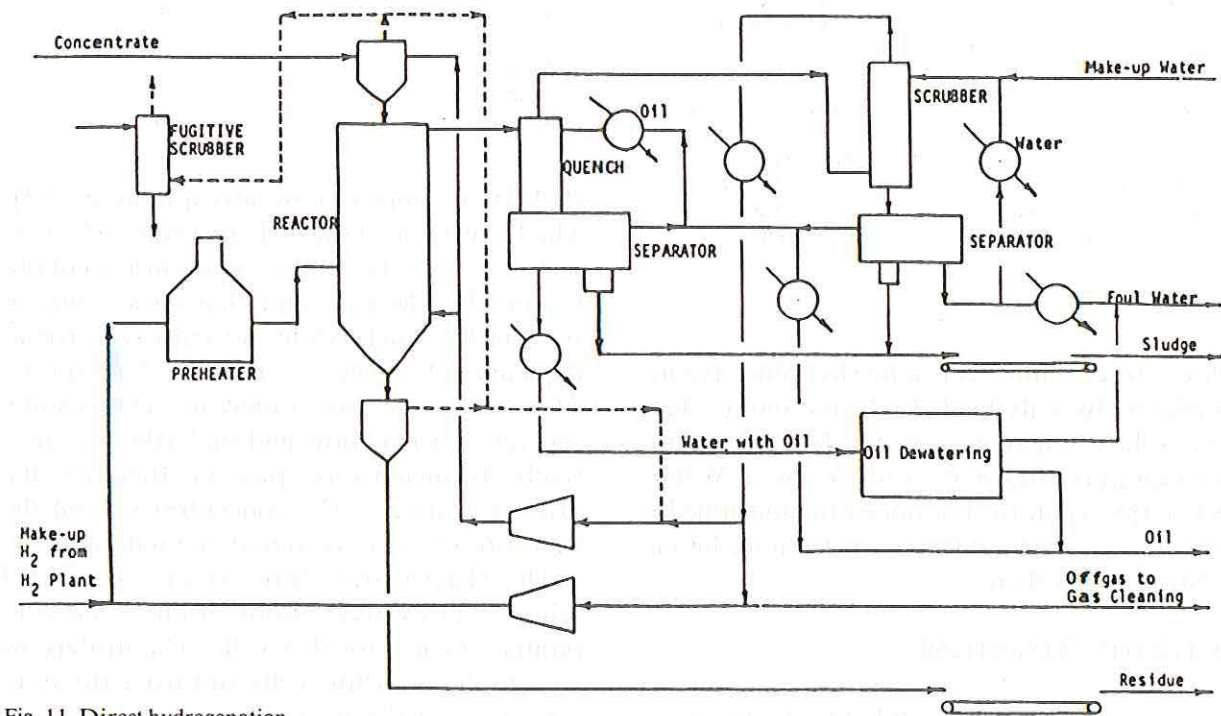 Concentrate
Make-up Water
SCRUBBER
Oil
FUGITIVE
SCRUBBER
QUENCH
Water
REACTOR
SEPARATOR
SEPARATOR
Foul Water
Sludge
PREHEATER
Water with Oil
Oil Dewatering
Make-up
H2 from
H2 Plant
Oil
Offgas to
Gas Cleaning
Residue
Fig. 11. Direct hydrogenation